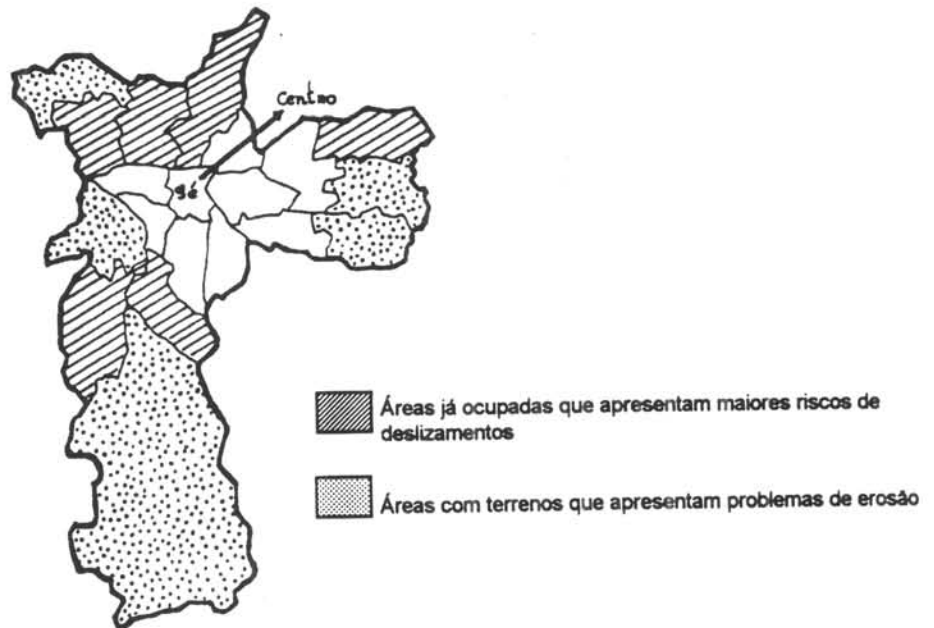 Centro
Sé
Áreas já ocupadas que apresentam maiores riscos de
deslizamentos
Áreas com terrenos que apresentam problemas de erosão